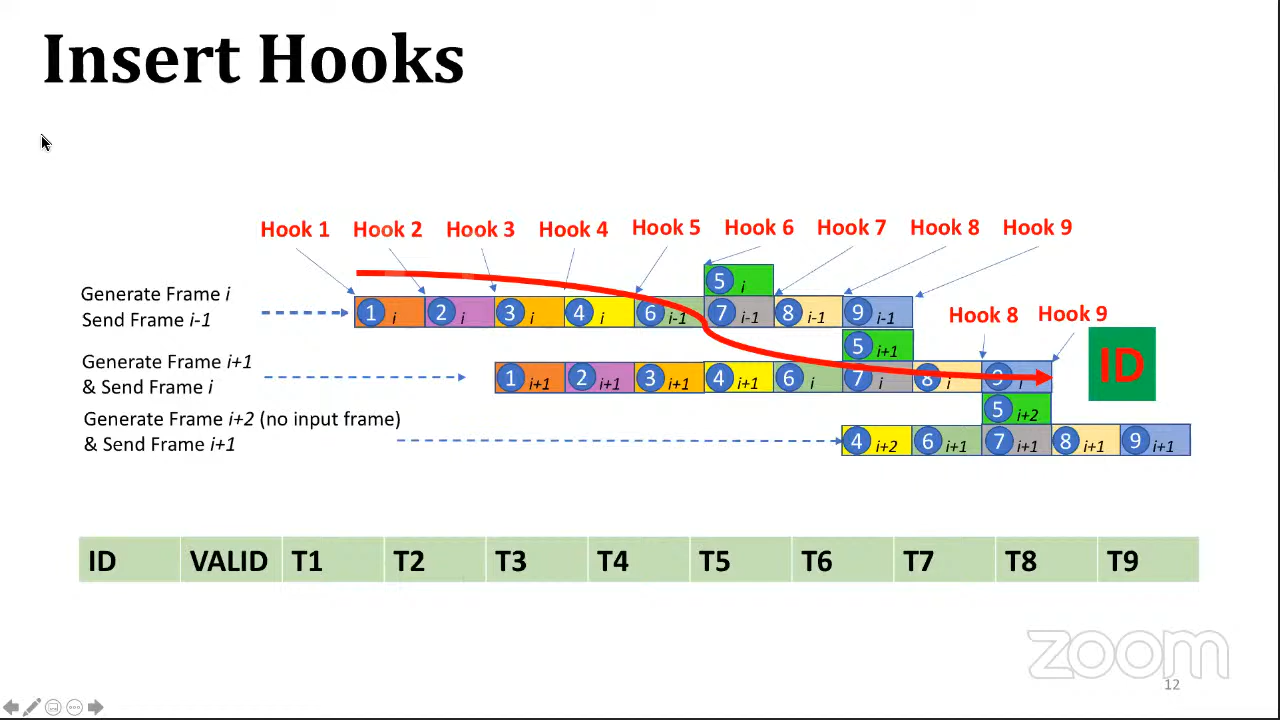 Insert Hooks
Hook 1 Hook 2 Hook 3 Hook 4 Hook 5 Hook 6 Hook 7 Hook 8 Hook 9
5 i
Generate Frame i
Send Frame i-1
1 i 2 i 3 i 4 i 6 i-1 7 i-1 8 i-1 9 i-1
Hook 8 Hook 9
5 i+1
ID
Generate Frame i+1
& Send Frame i
1 i+1 2 i+1 3 i+1 4 i+1 6 i 7 i 8 i 9 i
5 i+2
Generate Frame i+2 (no input frame)
& Send Frame i+1
4 i+2 6 i+1 7 i+1 8 i+1 9 i+1
ID VALID T1 T2 T3 T4 T5 T6 T7 T8 T9
zoom
12